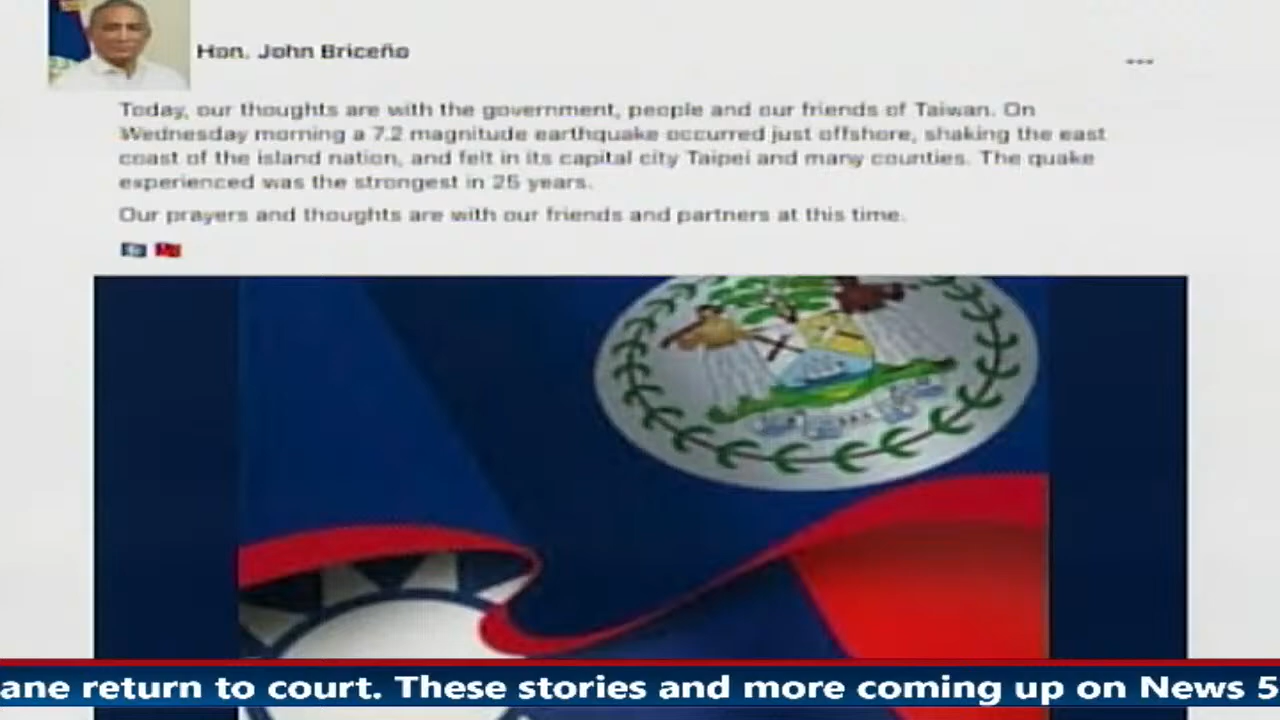 Hon. John Briceño
Today, our thoughts are with the government, people and our friends of Taiwan. On
Wednesday morning a 7.2 magnitude earthquake occurred just offshore, shaking the east
coast of the island nation, and felt in its capital city Taipei and many counties. The quake
experienced was the strongest in 25 years.
Our prayers and thoughts are with our friends and partners at this time.
ane return to court. These stories and more coming up on News 5